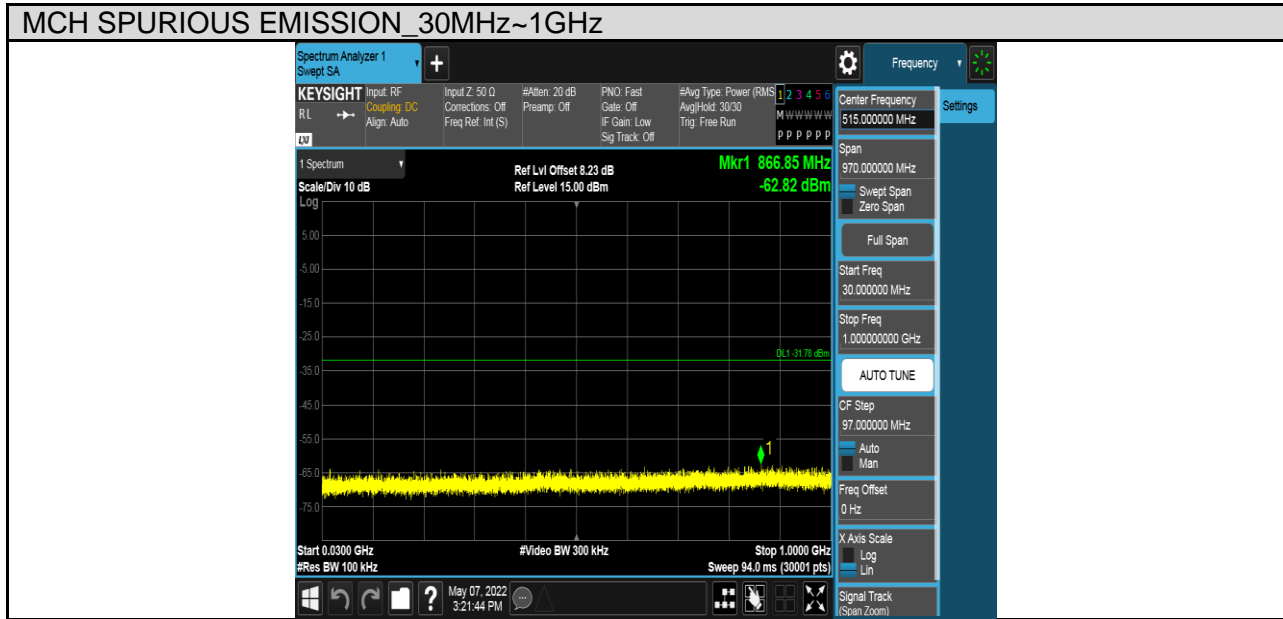 MCH SPURIOUS EMISSION_30MHz~1GHz
Spectrum Analyzer 1
Swept SA
+
Frequency
KEYSIGHT
RL
LXI
Input: RF
Coupling: DC
Align: Auto
Input Z: 50 Ω
Corrections: Off
Freq Ref: Int (S)
#Atten: 20 dB
Preamp: Off
PNO: Fast
Gate: Off
IF Gain: Low
Sig Track: Off
#Avg Type: Power (RMS
Avg|Hold: 30/30
Trig: Free Run
1 2 3 4 5 6
M W W W W W
P P P P P P
1 Spectrum
Scale/Div 10 dB
Ref Lvl Offset 8.23 dB
Ref Level 15.00 dBm
Mkr1 866.85 MHz
-62.82 dBm
Log
5.00
-5.00
-15.0
-25.0
DL1 -31.78 dBm
-35.0
-45.0
-55.0
1
-65.0
-75.0
Start 0.0300 GHz
#Res BW 100 kHz
#Video BW 300 kHz
Stop 1.0000 GHz
Sweep 94.0 ms (30001 pts)
Center Frequency
515.000000 MHz
Span
970.000000 MHz
Swept Span
Zero Span
Full Span
Start Freq
30.000000 MHz
Stop Freq
1.000000000 GHz
AUTO TUNE
CF Step
97.000000 MHz
Auto
Man
Freq Offset
0 Hz
X Axis Scale
Log
Lin
Signal Track
(Span Zoom)
Settings
?
May 07, 2022
3:21:44 PM